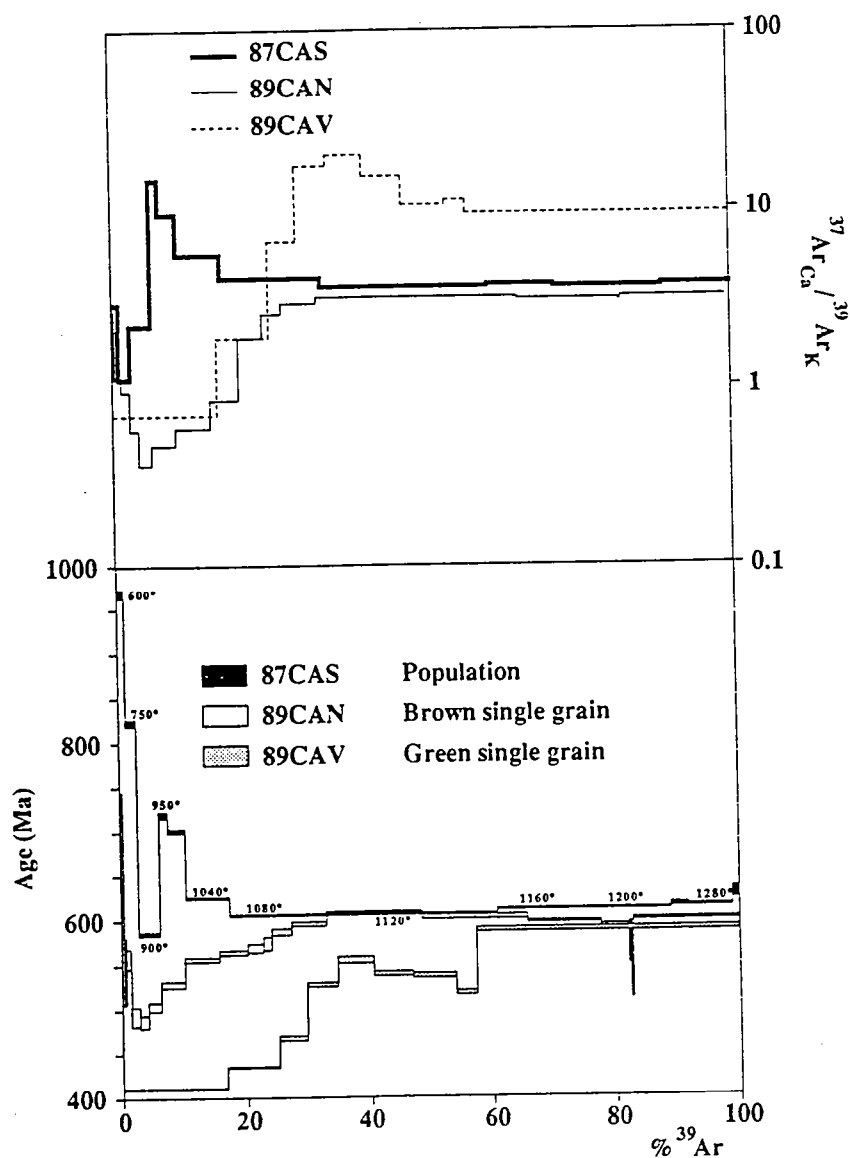 87CAS
89CAN
89CAV
100
10
1
0.1
37ArCa/39ArK
1000
800
600
400
Age (Ma)
600°
750°
900°
950°
1040°
1080°
1120°
1160°
1200°
1280°
87CAS Population
89CAN Brown single grain
89CAV Green single grain
0 20 40 60 80 100
% 39Ar